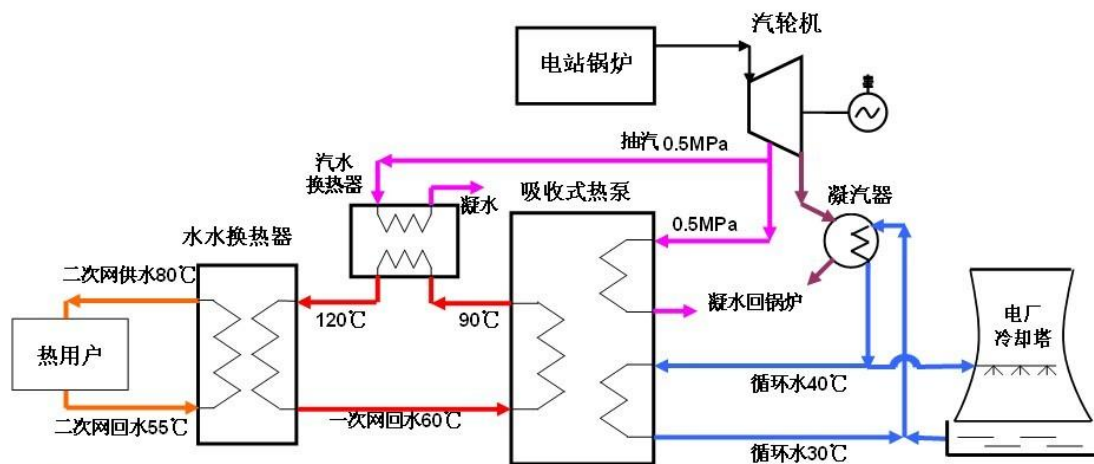 汽轮机
电站锅炉
抽汽 0.5MPa
汽水
换热器
凝水
吸收式热泵
凝汽器
0.5MPa
水水换热器
二次网供水80℃
120℃
90℃
凝水回锅炉
电厂
冷却塔
热用户
循环水40℃
二次网回水55℃
一次网回水60℃
循环水30℃